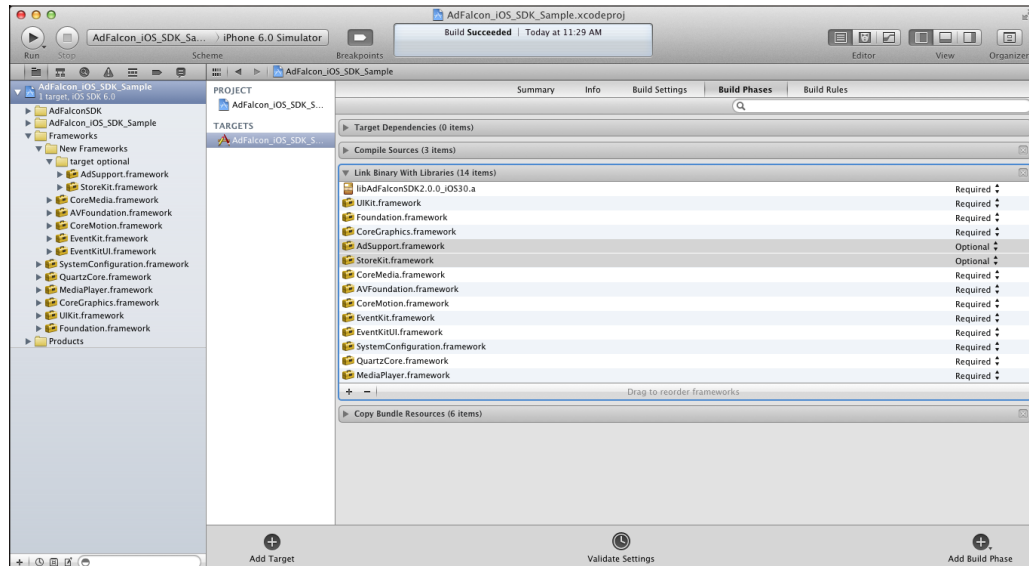 AdFalcon_iOS_SDK_Sample.xcodeproj
AdFalcon_iOS_SDK_Sa... iPhone 6.0 Simulator
Build Succeeded | Today at 11:29 AM
Run Stop Scheme Breakpoints Editor View Organizer
AdFalcon_iOS_SDK_Sample
AdFalcon_iOS_SDK_Sample
1 target, iOS SDK 6.0
AdFalconSDK
AdFalcon_iOS_SDK_Sample
Frameworks
New Frameworks
target optional
AdSupport.framework
StoreKit.framework
CoreMedia.framework
AVFoundation.framework
CoreMotion.framework
EventKit.framework
EventKitUI.framework
SystemConfiguration.framework
QuartzCore.framework
MediaPlayer.framework
CoreGraphics.framework
UIKit.framework
Foundation.framework
Products
PROJECT
AdFalcon_iOS_SDK_S...
TARGETS
AdFalcon_iOS_SDK_S...
Summary Info Build Settings Build Phases Build Rules
Target Dependencies (0 items)
Compile Sources (3 items)
Link Binary With Libraries (14 items)
libAdFalconSDK2.0.0_iOS30.a Required
UIKit.framework Required
Foundation.framework Required
CoreGraphics.framework Required
AdSupport.framework Optional
StoreKit.framework Optional
CoreMedia.framework Required
AVFoundation.framework Required
CoreMotion.framework Required
EventKit.framework Required
EventKitUI.framework Required
SystemConfiguration.framework Required
QuartzCore.framework Required
MediaPlayer.framework Required
+ − Drag to reorder frameworks
Copy Bundle Resources (6 items)
Add Target Validate Settings Add Build Phase